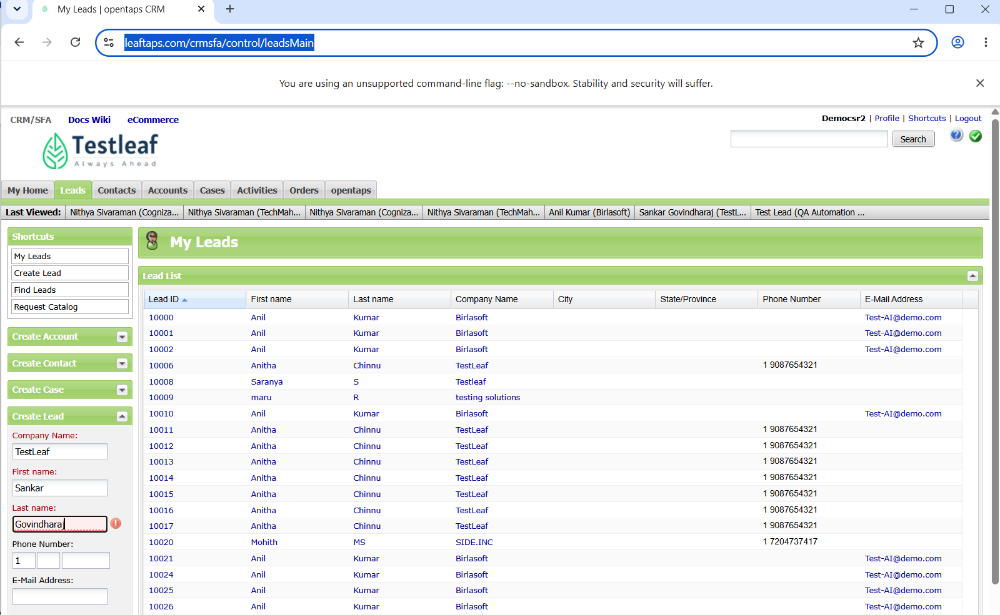 My Leads | opentaps CRM
leaftaps.com/crmsfa/control/leadsMain
You are using an unsupported command-line flag: --no-sandbox. Stability and security will suffer.
CRM/SFA Docs Wiki eCommerce
Democsr2 | Profile | Shortcuts | Logout
Search
Testleaf
Always Ahead
My Home Leads Contacts Accounts Cases Activities Orders opentaps
Last Viewed: Nithya Sivaraman (Cogniza... Nithya Sivaraman (TechMah... Nithya Sivaraman (Cogniza... Nithya Sivaraman (TechMah... Anil Kumar (Birlasoft) Sankar Govindharaj (TestL... Test Lead (QA Automation ...
Shortcuts
My Leads
Create Lead
Find Leads
Request Catalog
Create Account
Create Contact
Create Case
Create Lead
Company Name:
TestLeaf
First name:
Sankar
Last name:
Govindharaj
Phone Number:
1
E-Mail Address:
My Leads
Lead List
Lead ID First name Last name Company Name City State/Province Phone Number E-Mail Address
10000 Anil Kumar Birlasoft Test-AI@demo.com
10001 Anil Kumar Birlasoft Test-AI@demo.com
10002 Anil Kumar Birlasoft Test-AI@demo.com
10006 Anitha Chinnu TestLeaf 1 9087654321
10008 Saranya S Testleaf
10009 maru R testing solutions
10010 Anil Kumar Birlasoft Test-AI@demo.com
10011 Anitha Chinnu TestLeaf 1 9087654321
10012 Anitha Chinnu TestLeaf 1 9087654321
10013 Anitha Chinnu TestLeaf 1 9087654321
10014 Anitha Chinnu TestLeaf 1 9087654321
10015 Anitha Chinnu TestLeaf 1 9087654321
10016 Anitha Chinnu TestLeaf 1 9087654321
10017 Anitha Chinnu TestLeaf 1 9087654321
10020 Mohith MS SIDE.INC 1 7204737417
10021 Anil Kumar Birlasoft Test-AI@demo.com
10024 Anil Kumar Birlasoft Test-AI@demo.com
10025 Anil Kumar Birlasoft Test-AI@demo.com
10026 Anil Kumar Birlasoft Test-AI@demo.com